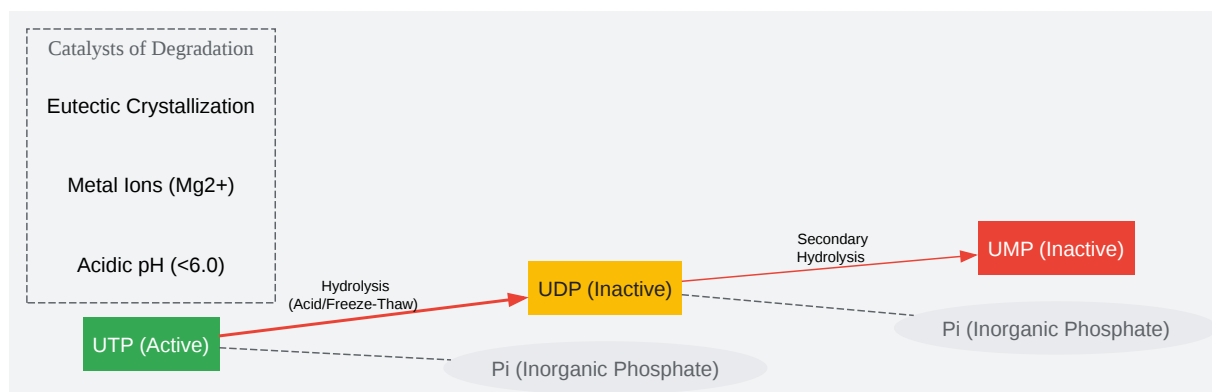 Catalysts of Degradation
Eutectic Crystallization
Metal Ions (Mg2+)
Acidic pH (<6.0)
Hydrolysis
(Acid/Freeze-Thaw)
Secondary
Hydrolysis
UTP (Active)
UDP (Inactive)
UMP (Inactive)
Pi (Inorganic Phosphate)
Pi (Inorganic Phosphate)